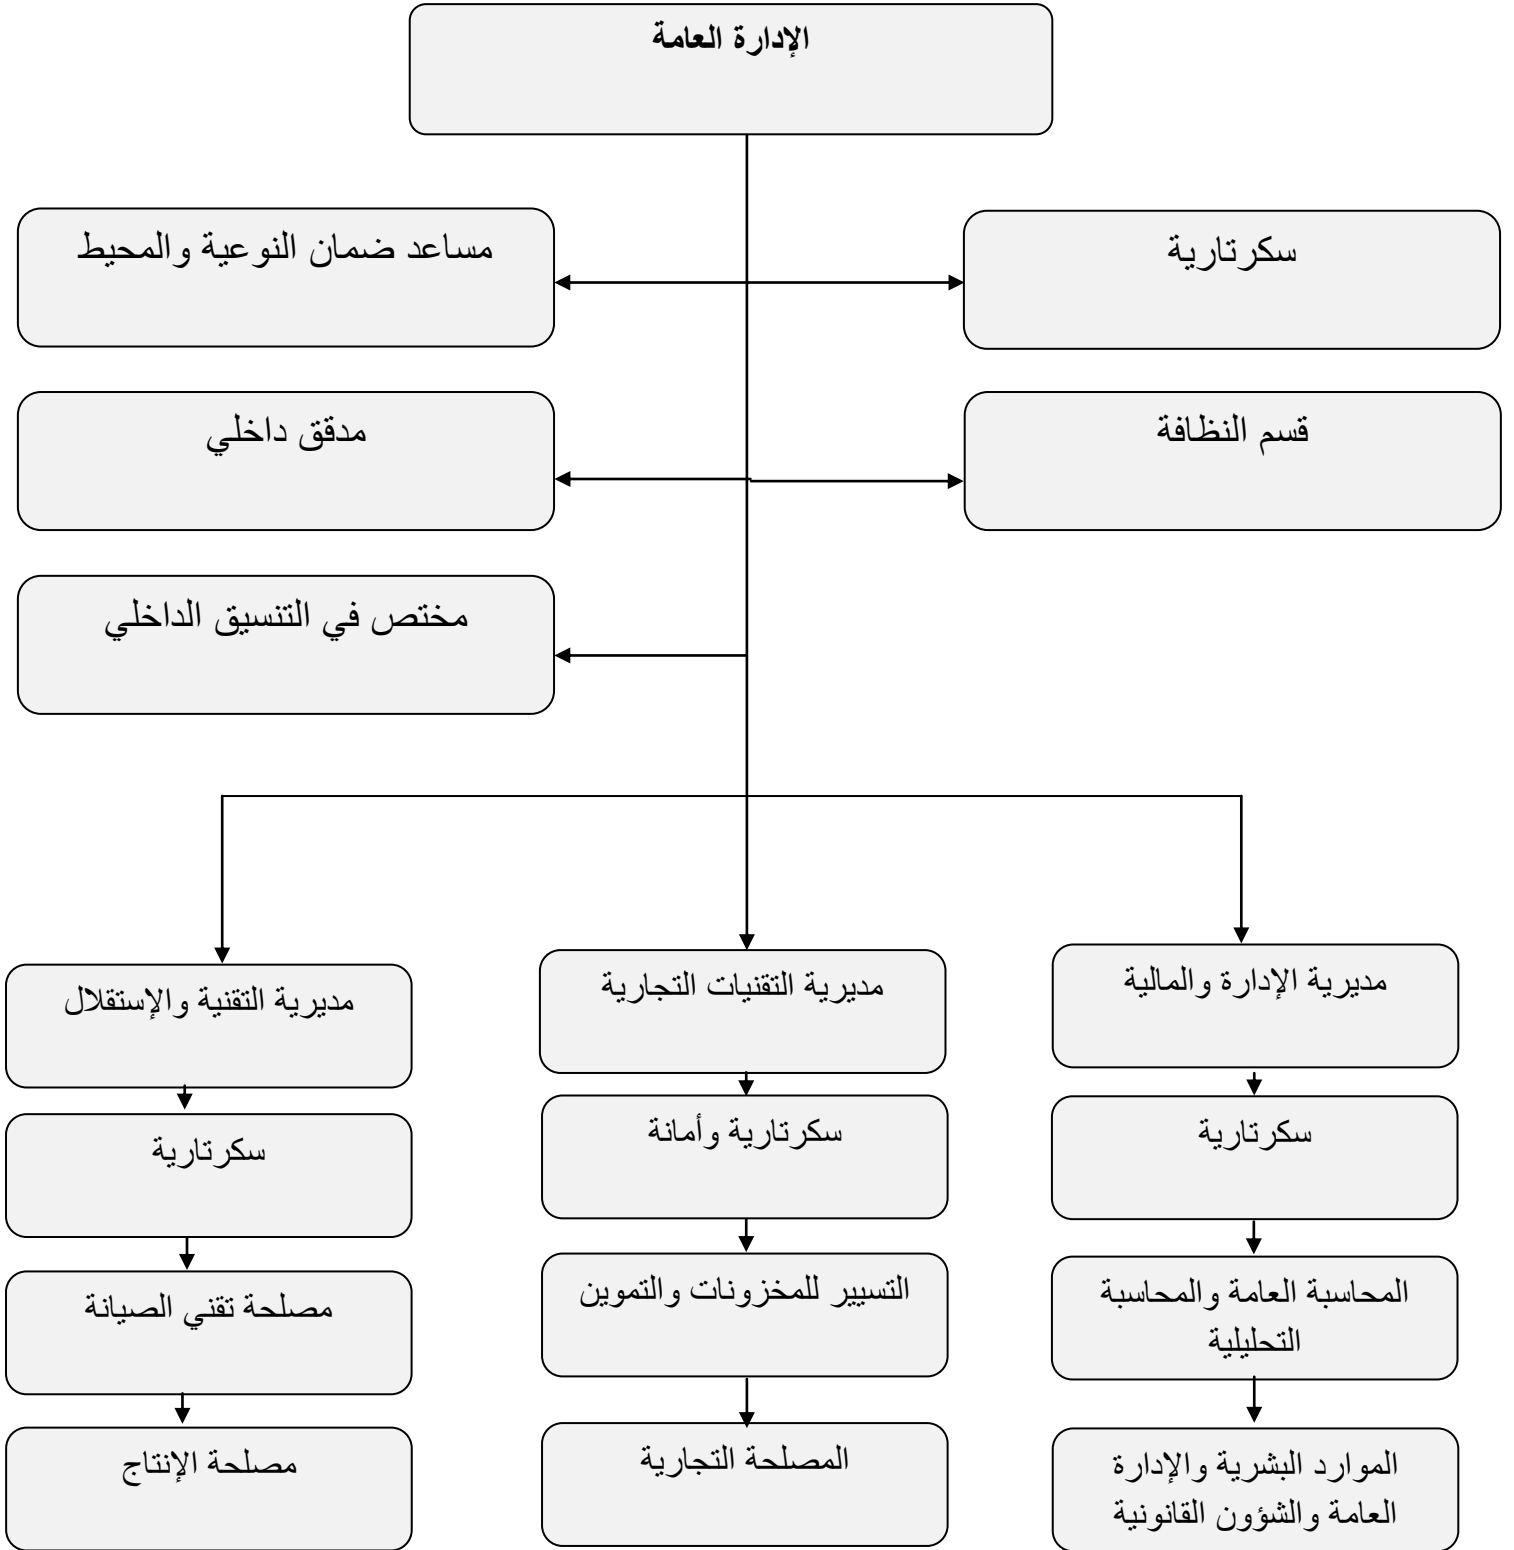 الإدارة العامة
سكرتارية
مساعد ضمان النوعية والمحيط
قسم النظافة
مدقق داخلي
مختص في التنسيق الداخلي
مديرية الإدارة والمالية
مديرية التقنيات التجارية
مديرية التقنية والإستقلال
سكرتارية
سكرتارية وأمانة
سكرتارية
المحاسبة العامة والمحاسبة
التحليلية
التسيير للمخزونات والتموين
مصلحة تقني الصيانة
الموارد البشرية والإدارة
العامة والشؤون القانونية
المصلحة التجارية
مصلحة الإنتاج